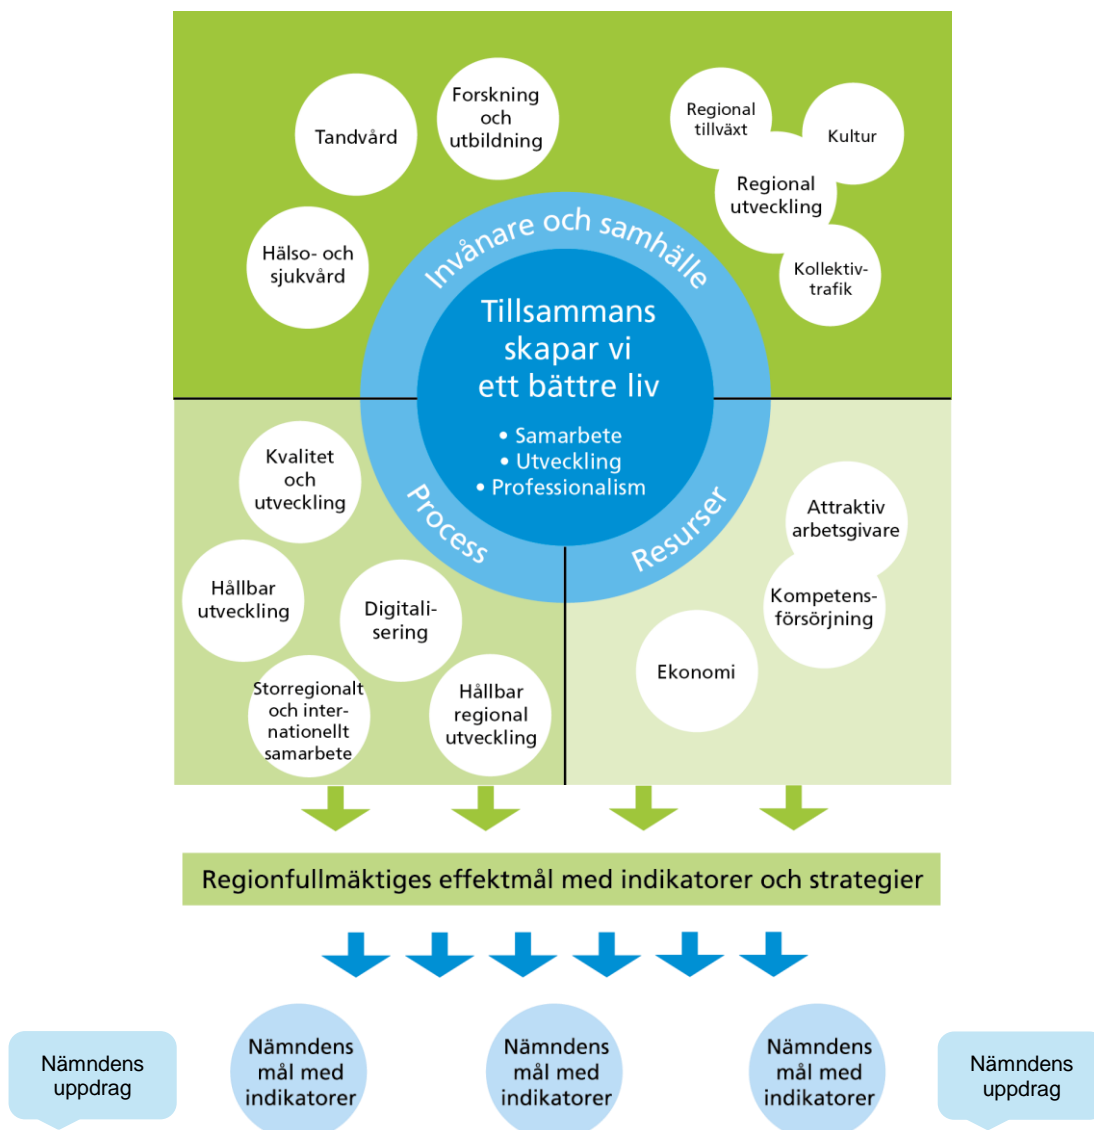 Tandvård
Forskning
och
utbildning
Hälso- och
sjukvård
Regional
tillväxt
Kultur
Regional
utveckling
Kollektiv-
trafik
Invånare och samhälle
Tillsammans
skapar vi
ett bättre liv
• Samarbete
• Utveckling
• Professionalism
Process
Resurser
Kvalitet
och
utveckling
Hållbar
utveckling
Digitali-
sering
Storregionalt
och inter-
nationellt
samarbete
Hållbar
regional
utveckling
Attraktiv
arbetsgivare
Kompetens-
försörjning
Ekonomi
Regionfullmäktiges effektmål med indikatorer och strategier
Nämndens
uppdrag
Nämndens
mål med
indikatorer
Nämndens
mål med
indikatorer
Nämndens
mål med
indikatorer
Nämndens
uppdrag